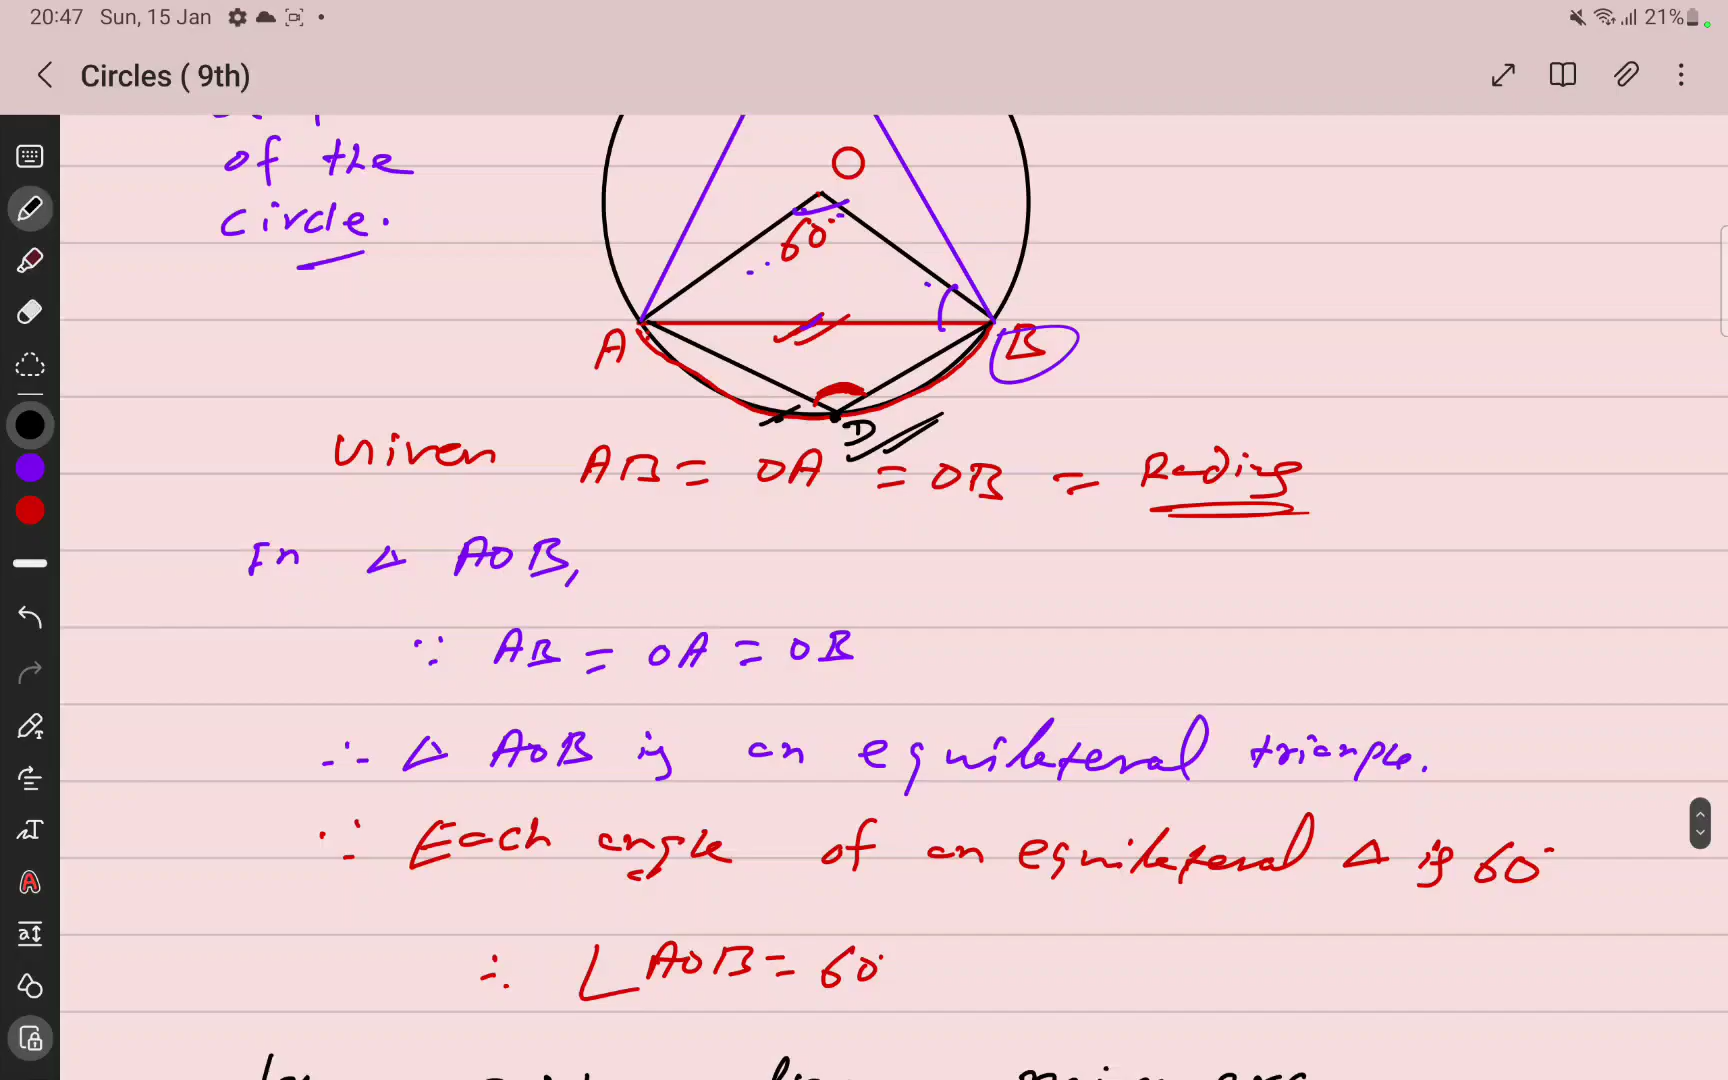 20:47 Sun, 15 Jan 21%
Circles ( 9th)
of the
circle.
O
60°
A B
D
Given AB = OA = OB = Radius
In △ AOB,
∵ AB = OA = OB
∴ △ AOB is an equilateral triangle.
∵ Each angle of an equilateral △ is 60°
∴ ∠AOB = 60°